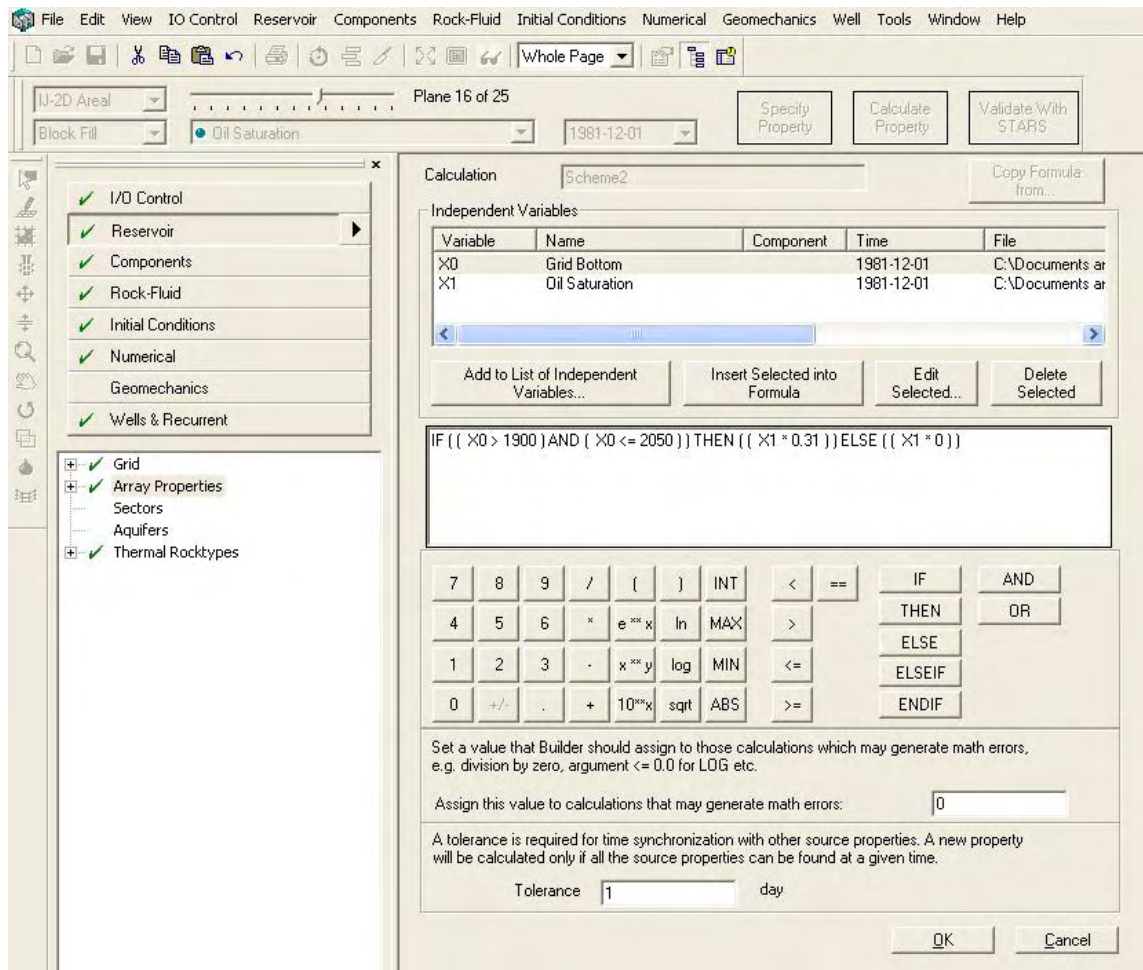 File Edit View IO Control Reservoir Components Rock-Fluid Initial Conditions Numerical Geomechanics Well Tools Window Help
Whole Page
IJ-2D Areal
Plane 16 of 25
Specify Property
Calculate Property
Validate With STARS
Block Fill
Oil Saturation
1981-12-01
x
I/O Control
Reservoir
Components
Rock-Fluid
Initial Conditions
Numerical
Geomechanics
Wells & Recurrent
Grid
Array Properties
Sectors
Aquifers
Thermal Rocktypes
Calculation Scheme2
Copy Formula from...
Independent Variables
Variable Name Component Time File
X0 Grid Bottom 1981-12-01 C:\Documents ar
X1 Oil Saturation 1981-12-01 C:\Documents ar
Add to List of Independent Variables...
Insert Selected into Formula
Edit Selected...
Delete Selected
IF ( ( X0 > 1900 ) AND ( X0 <= 2050 ) ) THEN ( ( X1 * 0.31 ) ) ELSE ( ( X1 * 0 ) )
7 8 9 / ( ) INT < == IF AND
4 5 6 * e ** x ln MAX > THEN OR
ELSE
1 2 3 - x ** y log MIN <= ELSEIF
0 +/- . + 10**x sqrt ABS >= ENDIF
Set a value that Builder should assign to those calculations which may generate math errors,
e.g. division by zero, argument <= 0.0 for LOG etc.
Assign this value to calculations that may generate math errors: 0
A tolerance is required for time synchronization with other source properties. A new property
will be calculated only if all the source properties can be found at a given time.
Tolerance 1 day
OK Cancel